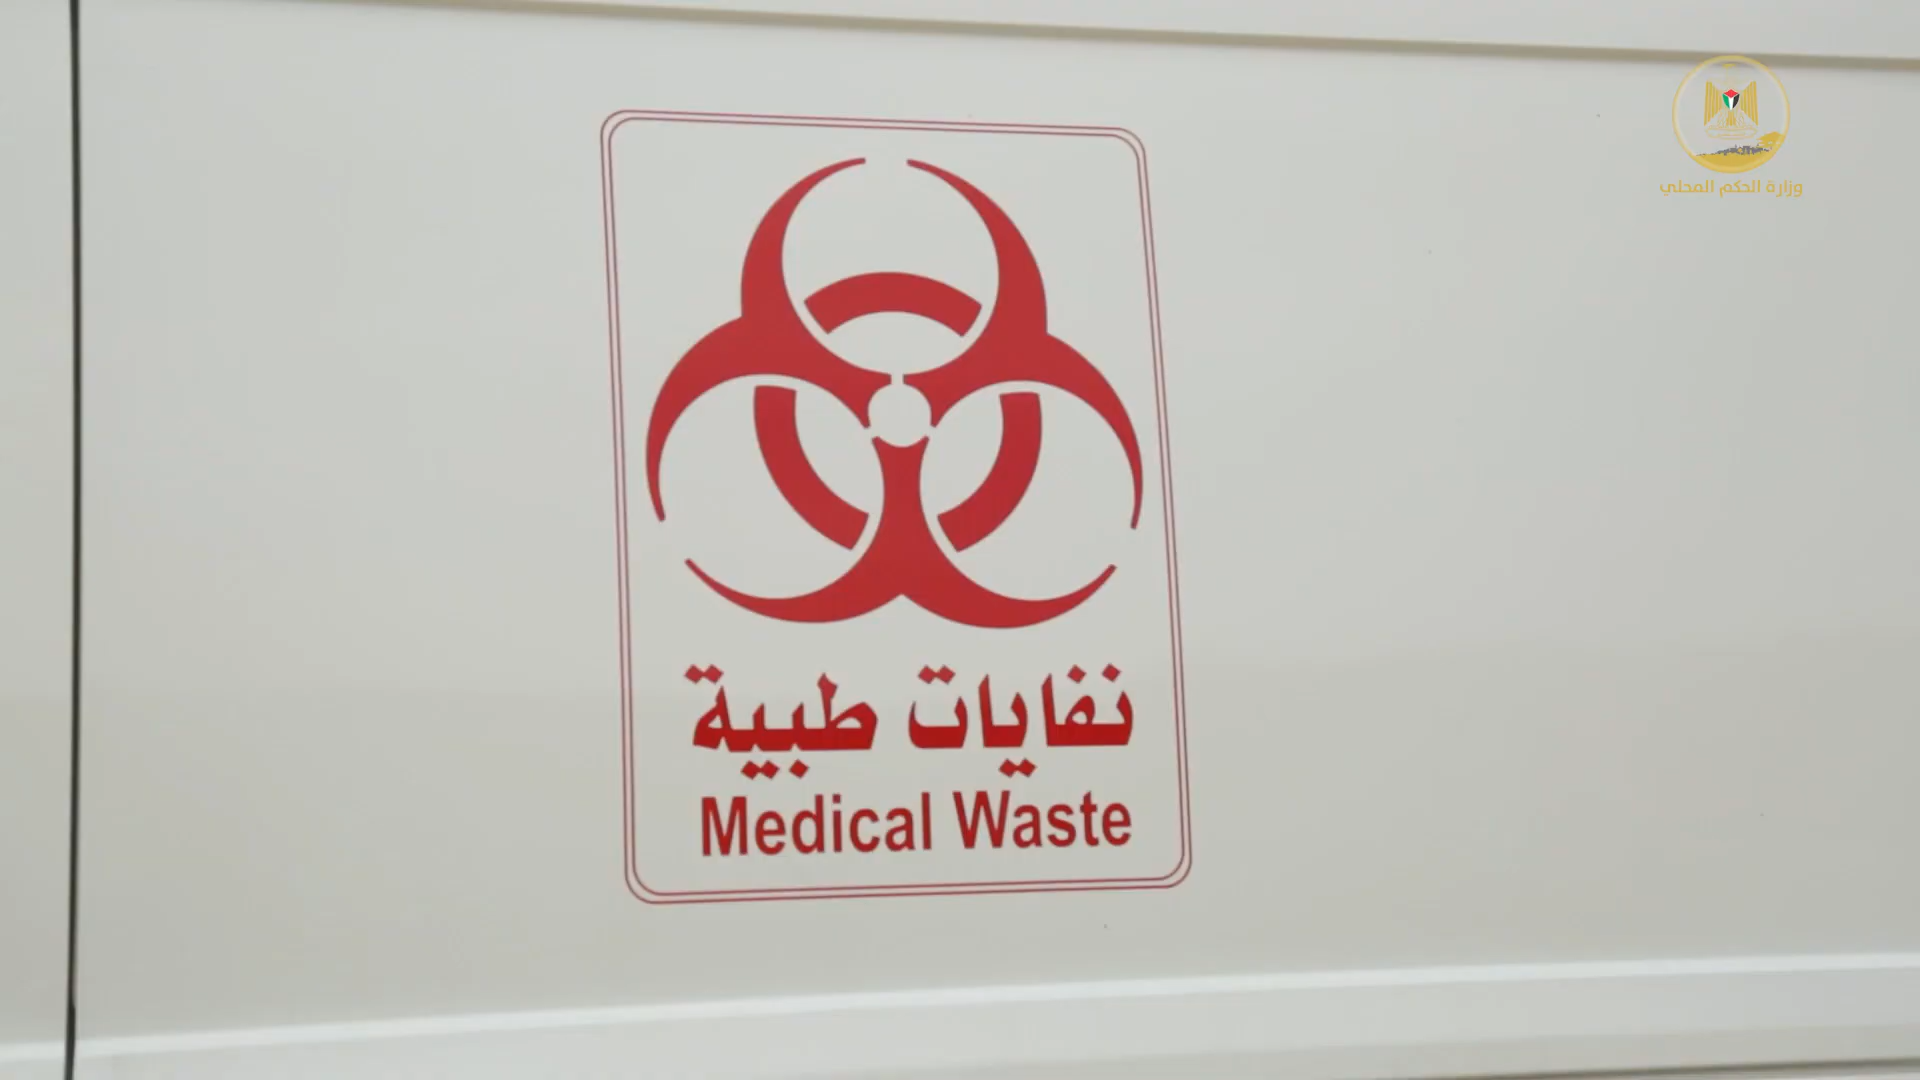 وزارة الحكم المحلي
نفايات طبية
Medical Waste